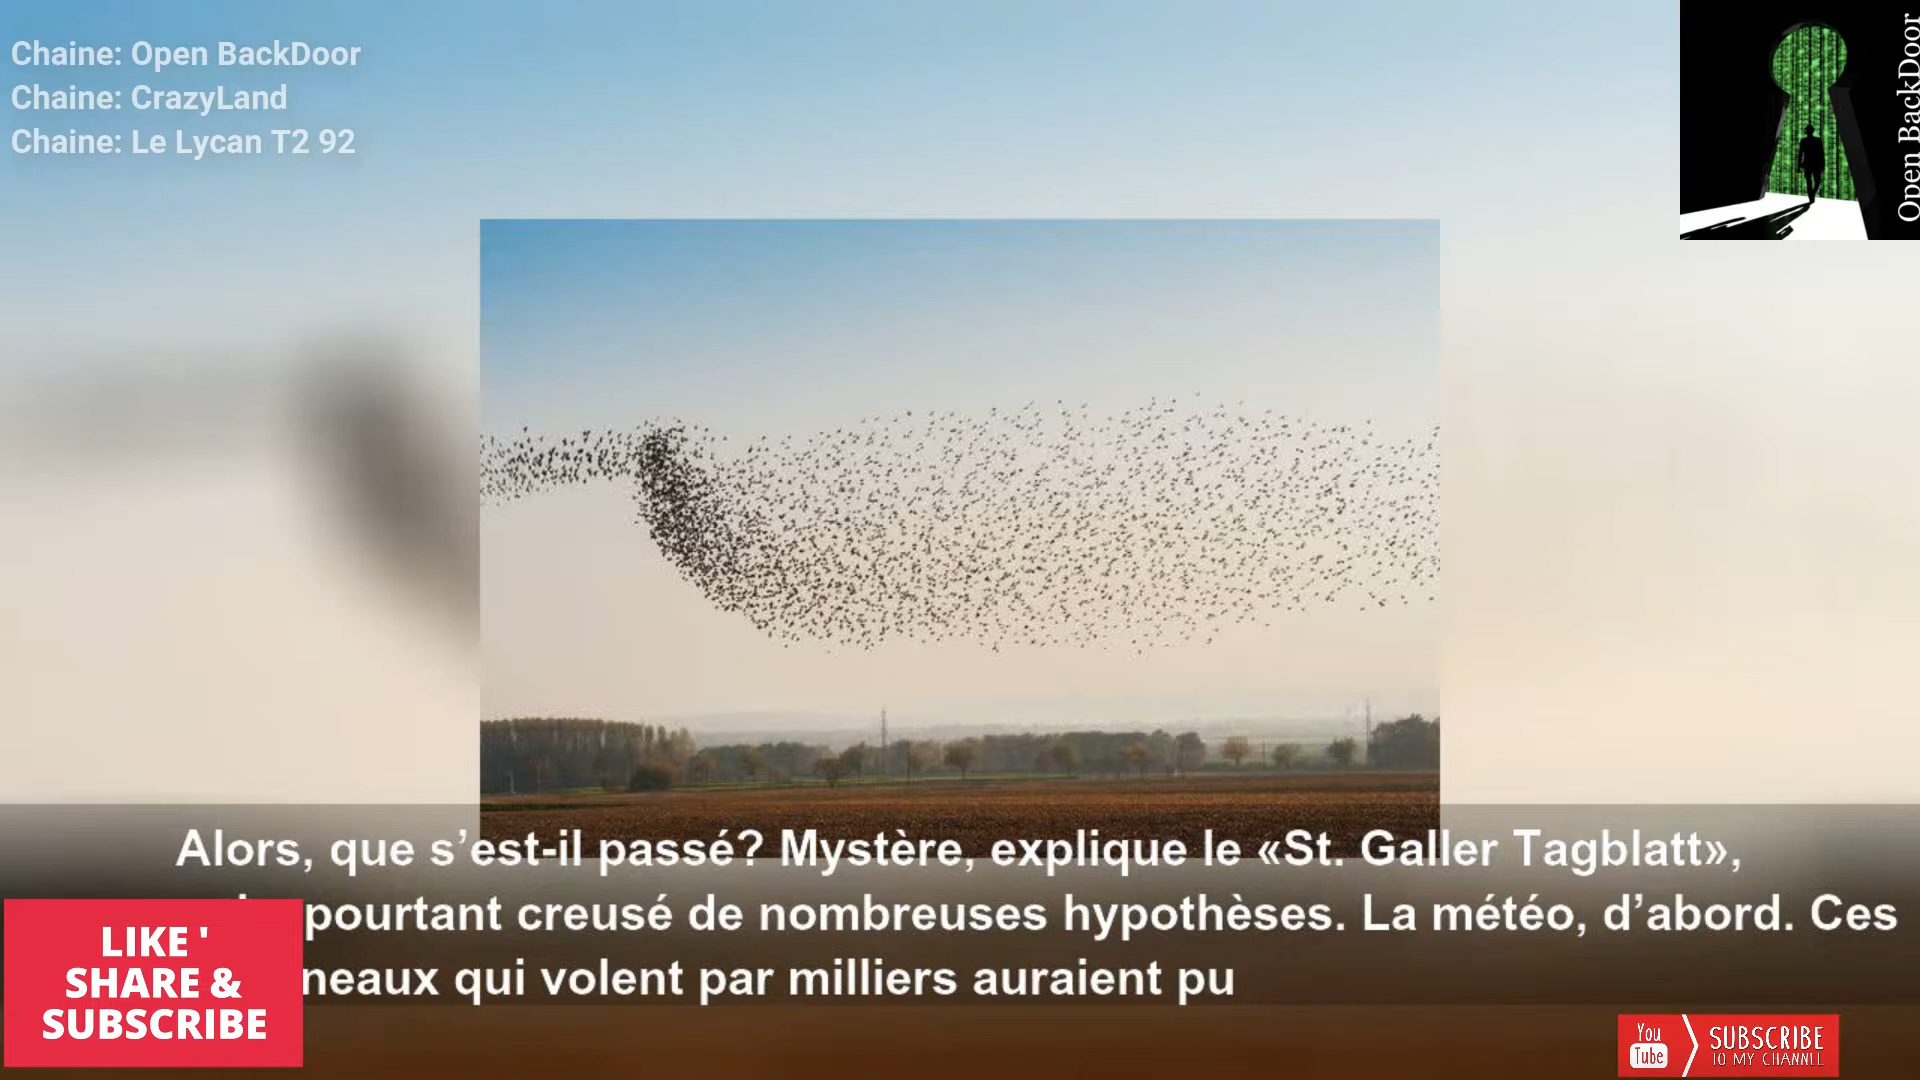 Chaine: Open BackDoor
Chaine: CrazyLand
Chaine: Le Lycan T2 92
Open BackDoor
Alors, que s’est-il passé? Mystère, explique le «St. Galler Tagblatt»,
pourtant creusé de nombreuses hypothèses. La météo, d’abord. Ces
neaux qui volent par milliers auraient pu
LIKE '
SHARE &
SUBSCRIBE
You
Tube
SUBSCRIBE
TO MY CHANNEL